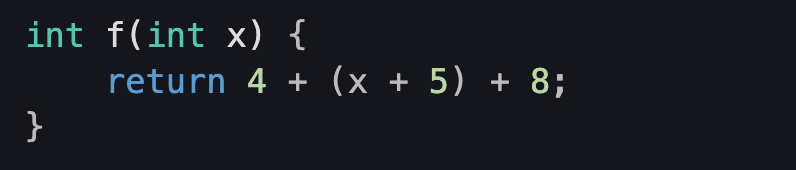 int f(int x) {
    return 4 + (x + 5) + 8;
}